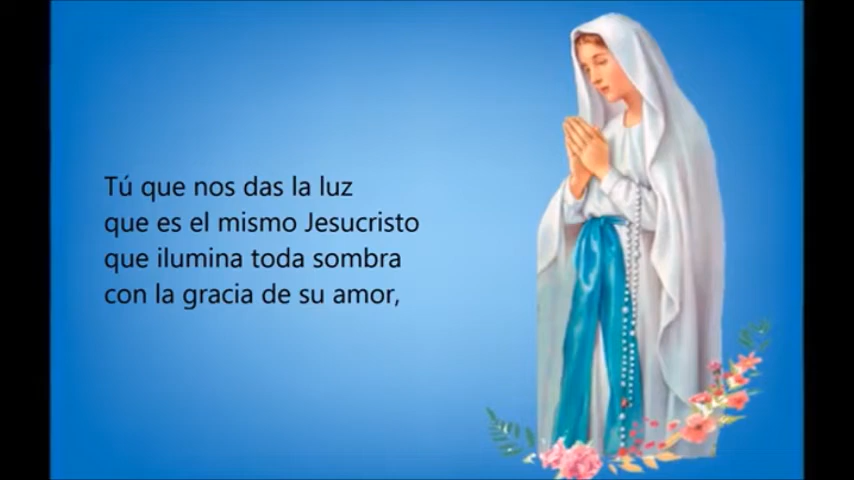 Tú que nos das la luz
que es el mismo Jesucristo
que ilumina toda sombra
con la gracia de su amor,